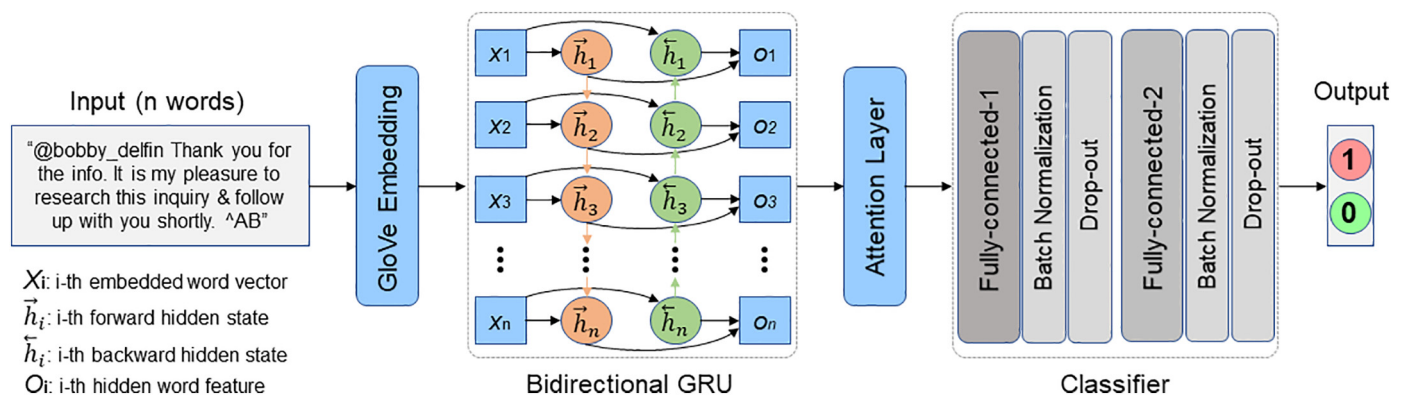 Input (n words)
“@bobby_delfin Thank you for
the info. It is my pleasure to
research this inquiry & follow
up with you shortly. ^AB”
Xi: i-th embedded word vector
h⃗i: i-th forward hidden state
h⃖i: i-th backward hidden state
Oi: i-th hidden word feature
GloVe Embedding
x1 h⃗1 h⃖1 o1
x2 h⃗2 h⃖2 o2
x3 h⃗3 h⃖3 o3
xn h⃗n h⃖n on
Bidirectional GRU
Attention Layer
Fully-connected-1
Batch Normalization
Drop-out
Fully-connected-2
Batch Normalization
Drop-out
Classifier
Output
1
0